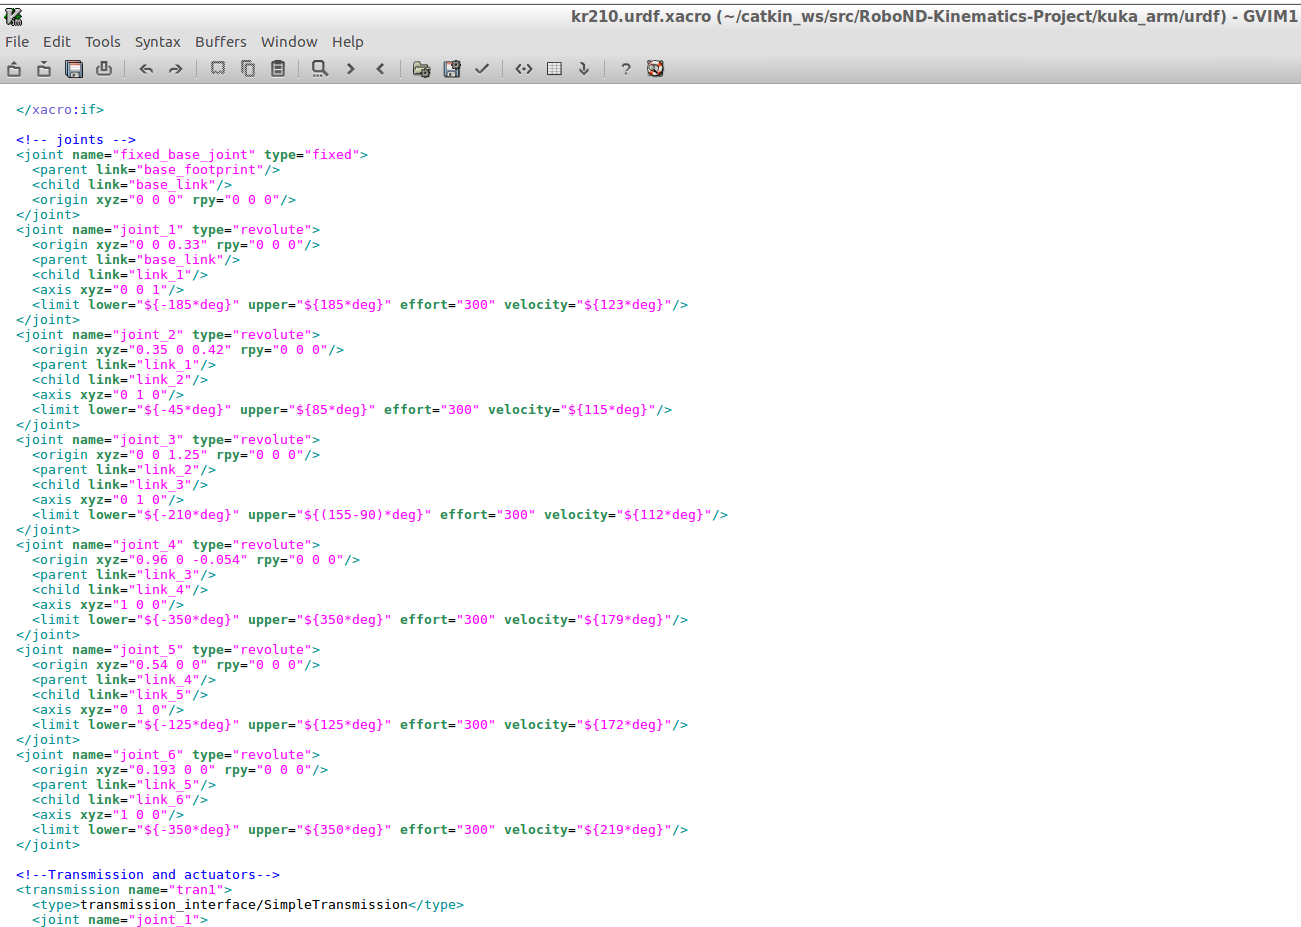 kr210.urdf.xacro (~/catkin_ws/src/RoboND-Kinematics-Project/kuka_arm/urdf) - GVIM1
File Edit Tools Syntax Buffers Window Help
</xacro:if>
<!-- joints -->
<joint name="fixed_base_joint" type="fixed">
  <parent link="base_footprint"/>
  <child link="base_link"/>
  <origin xyz="0 0 0" rpy="0 0 0"/>
</joint>
<joint name="joint_1" type="revolute">
  <origin xyz="0 0 0.33" rpy="0 0 0"/>
  <parent link="base_link"/>
  <child link="link_1"/>
  <axis xyz="0 0 1"/>
  <limit lower="${-185*deg}" upper="${185*deg}" effort="300" velocity="${123*deg}"/>
</joint>
<joint name="joint_2" type="revolute">
  <origin xyz="0.35 0 0.42" rpy="0 0 0"/>
  <parent link="link_1"/>
  <child link="link_2"/>
  <axis xyz="0 1 0"/>
  <limit lower="${-45*deg}" upper="${85*deg}" effort="300" velocity="${115*deg}"/>
</joint>
<joint name="joint_3" type="revolute">
  <origin xyz="0 0 1.25" rpy="0 0 0"/>
  <parent link="link_2"/>
  <child link="link_3"/>
  <axis xyz="0 1 0"/>
  <limit lower="${-210*deg}" upper="${(155-90)*deg}" effort="300" velocity="${112*deg}"/>
</joint>
<joint name="joint_4" type="revolute">
  <origin xyz="0.96 0 -0.054" rpy="0 0 0"/>
  <parent link="link_3"/>
  <child link="link_4"/>
  <axis xyz="1 0 0"/>
  <limit lower="${-350*deg}" upper="${350*deg}" effort="300" velocity="${179*deg}"/>
</joint>
<joint name="joint_5" type="revolute">
  <origin xyz="0.54 0 0" rpy="0 0 0"/>
  <parent link="link_4"/>
  <child link="link_5"/>
  <axis xyz="0 1 0"/>
  <limit lower="${-125*deg}" upper="${125*deg}" effort="300" velocity="${172*deg}"/>
</joint>
<joint name="joint_6" type="revolute">
  <origin xyz="0.193 0 0" rpy="0 0 0"/>
  <parent link="link_5"/>
  <child link="link_6"/>
  <axis xyz="1 0 0"/>
  <limit lower="${-350*deg}" upper="${350*deg}" effort="300" velocity="${219*deg}"/>
</joint>
<!--Transmission and actuators-->
<transmission name="tran1">
  <type>transmission_interface/SimpleTransmission</type>
  <joint name="joint_1">